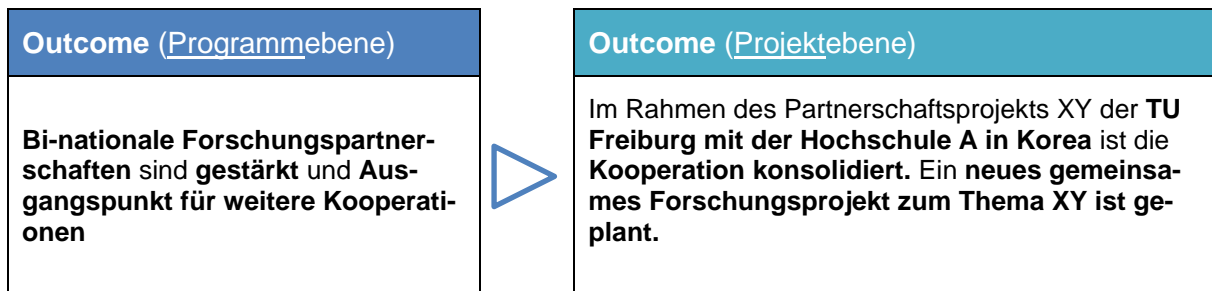 Outcome (Programmebene)
Bi-nationale Forschungspartner-
schaften sind gestärkt und Aus-
gangspunkt für weitere Kooperati-
onen
Outcome (Projektebene)
Im Rahmen des Partnerschaftsprojekts XY der TU
Freiburg mit der Hochschule A in Korea ist die
Kooperation konsolidiert. Ein neues gemeinsa-
mes Forschungsprojekt zum Thema XY ist ge-
plant.